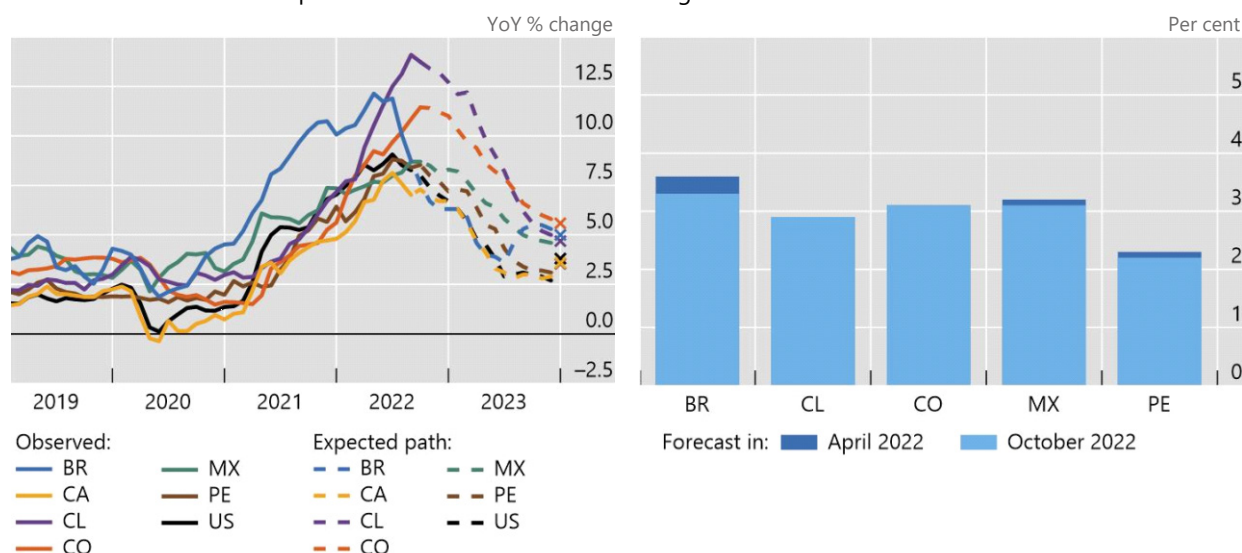 YoY % change
12.5
10.0
7.5
5.0
2.5
0.0
–2.5
2019 2020 2021 2022 2023
Observed:
BR
MX
CA
PE
CL
US
CO
Expected path:
BR
MX
CA
PE
CL
US
CO
Per cent
5
4
3
2
1
0
BR CL CO MX PE
Forecast in: April 2022 October 2022